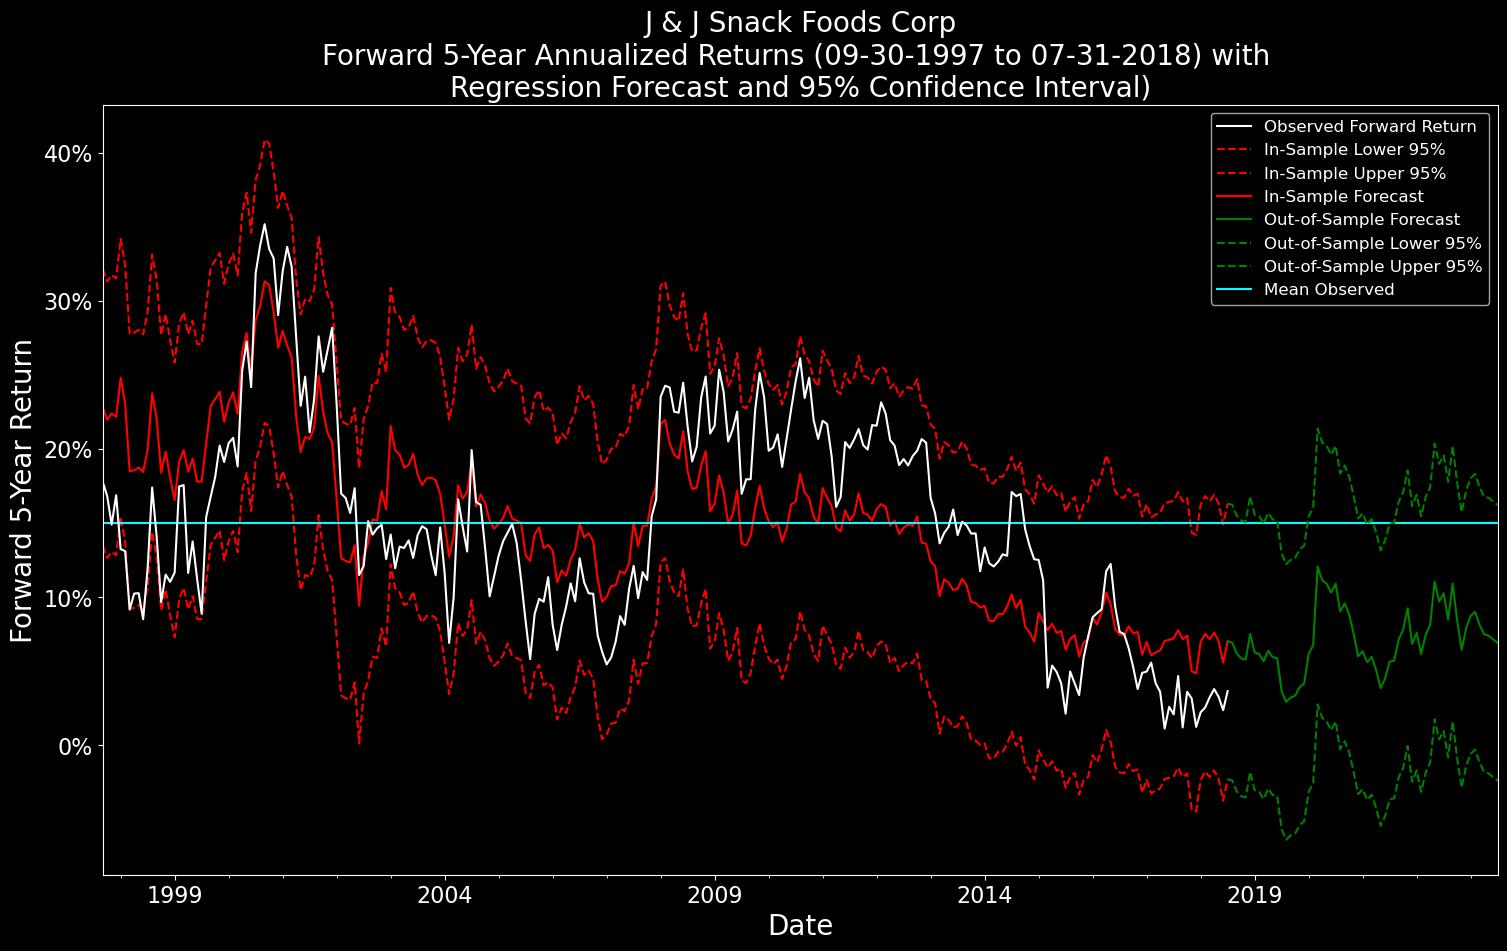 J & J Snack Foods Corp
Forward 5-Year Annualized Returns (09-30-1997 to 07-31-2018) with
Regression Forecast and 95% Confidence Interval)
Observed Forward Return
In-Sample Lower 95%
In-Sample Upper 95%
In-Sample Forecast
Out-of-Sample Forecast
Out-of-Sample Lower 95%
Out-of-Sample Upper 95%
Mean Observed
Forward 5-Year Return
40%
30%
20%
10%
0%
1999
2004
2009
2014
2019
Date